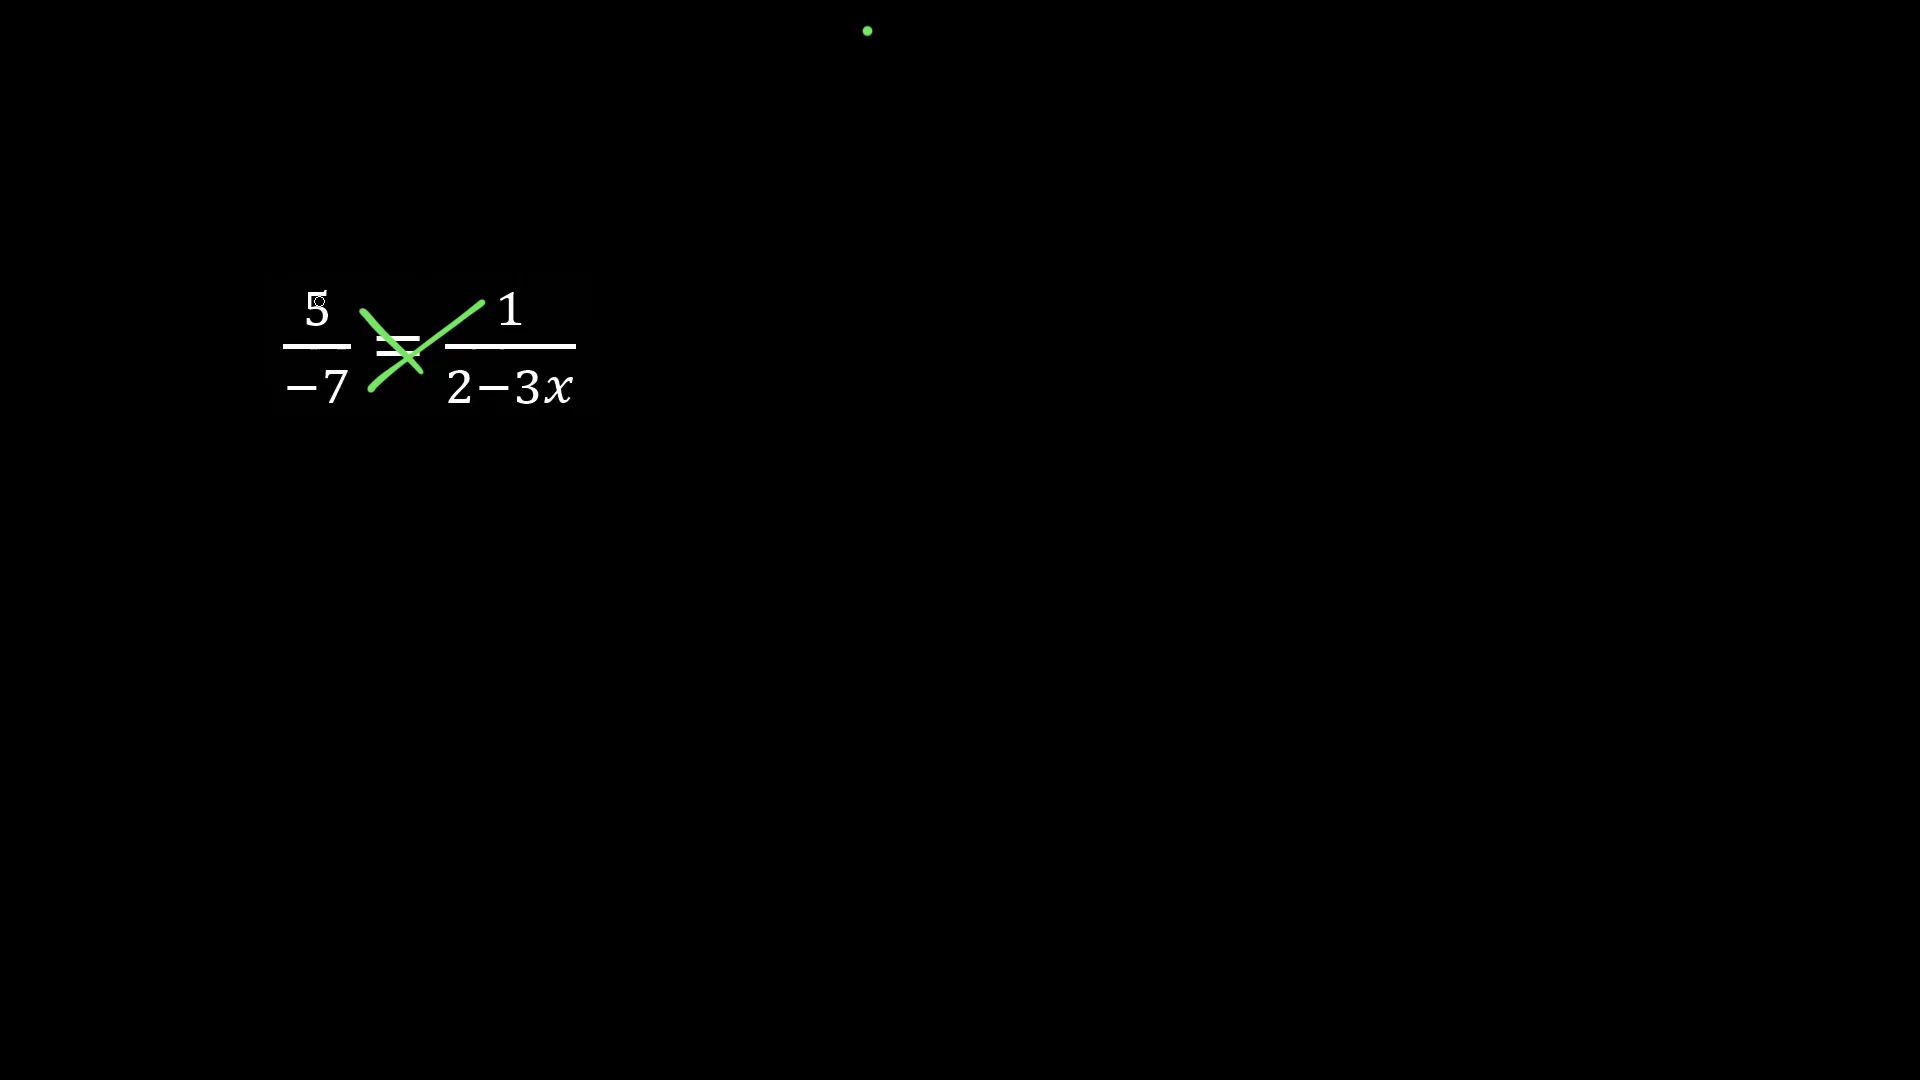 5/−7 = 1/2−3x